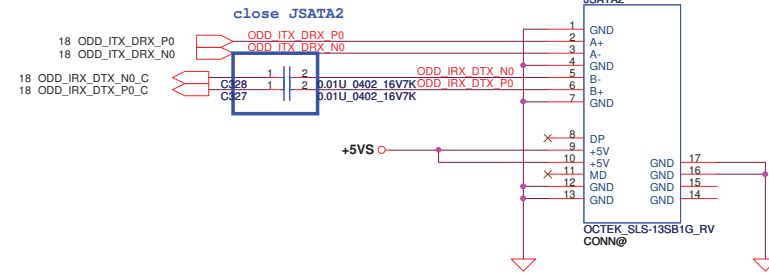 JSATA2
close JSATA2
18 ODD_ITX_DRX_P0 ODD_ITX_DRX_P0 1 GND
18 ODD_ITX_DRX_N0 ODD_ITX_DRX_N0 2 A+
3 A-
4 GND
18 ODD_IRX_DTX_N0_C C328 1 2 0.01U_0402_16V7K ODD_IRX_DTX_N0 5 B-
18 ODD_IRX_DTX_P0_C C327 1 2 0.01U_0402_16V7K ODD_IRX_DTX_P0 6 B+
7 GND
8 DP
+5VS 9 +5V
10 +5V GND 17
11 MD GND 16
12 GND GND 15
13 GND GND 14
OCTEK_SLS-13SB1G_RV
CONN@